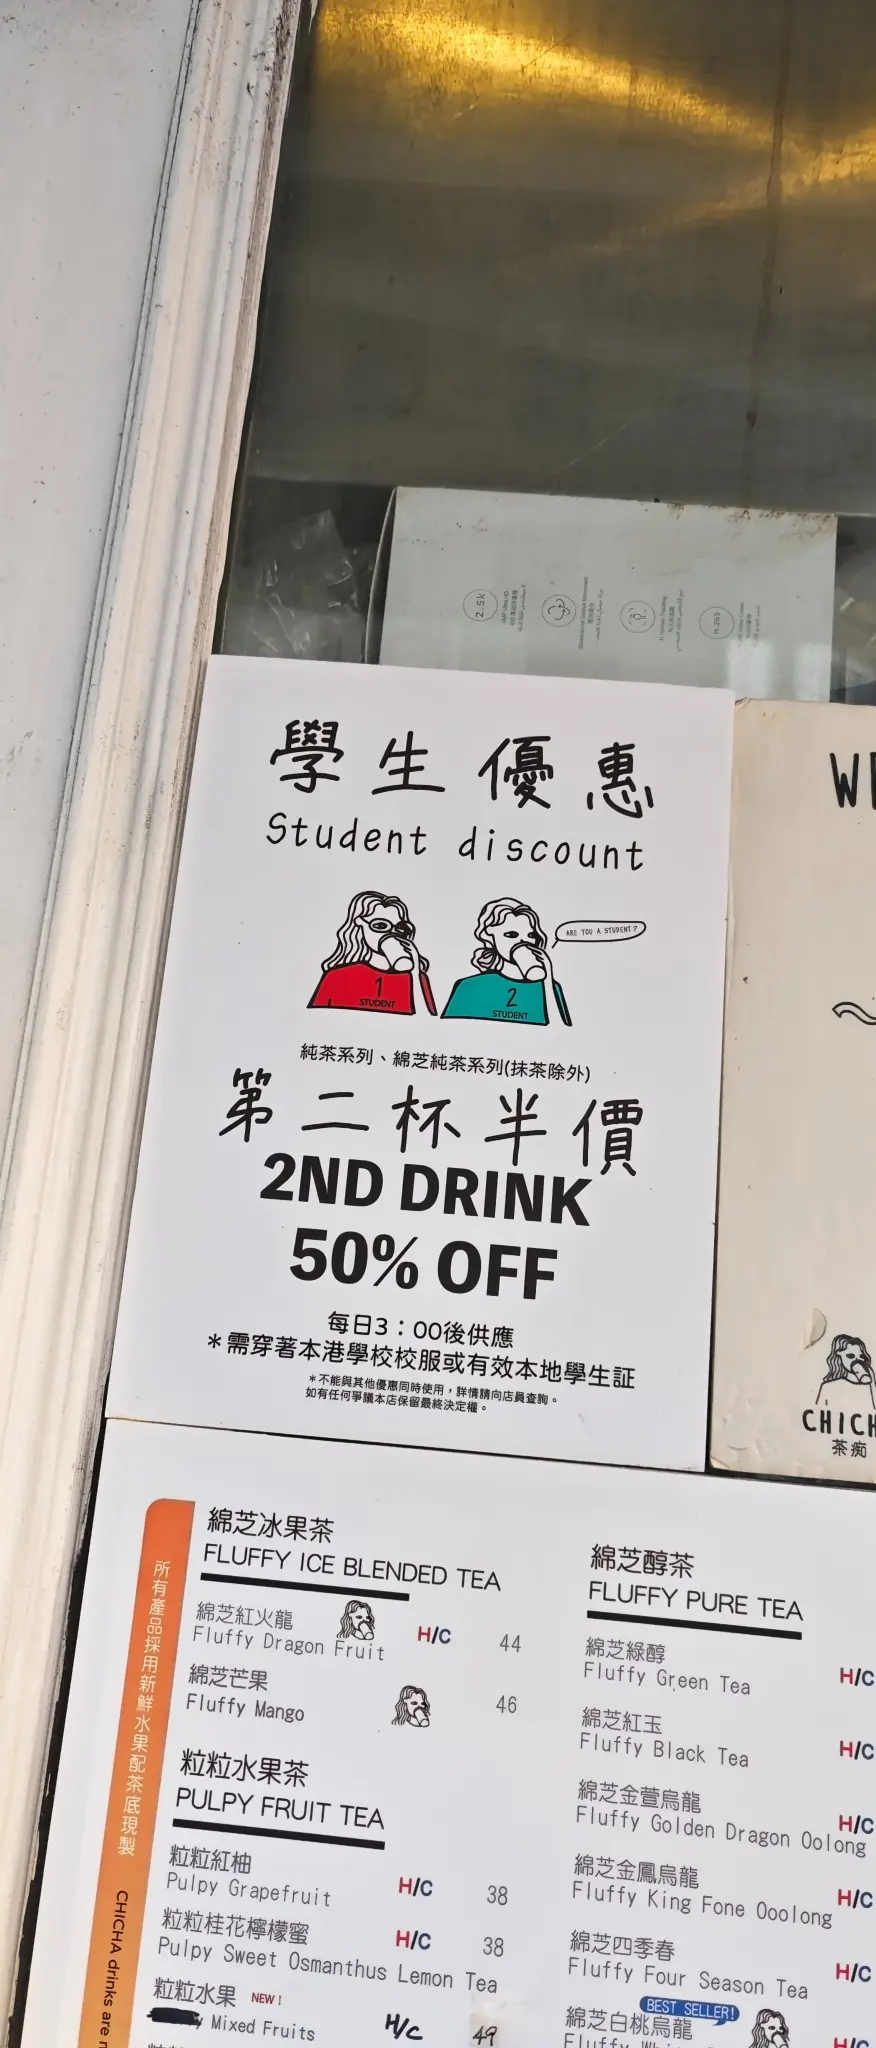 2.5k
H.265
學生優惠
Student discount
ARE YOU A STUDENT?
1
STUDENT
2
STUDENT
純茶系列、綿芝純茶系列(抹茶除外)
第二杯半價
2ND DRINK
50% OFF
每日3：00後供應
＊需穿著本港學校校服或有效本地學生証
＊不能與其他優惠同時使用，詳情請向店員查詢。
如有任何爭議本店保留最終決定權。
CHICH
茶痴
所有產品採用新鮮水果配茶底現製
CHICHA drinks are
綿芝冰果茶
FLUFFY ICE BLENDED TEA
綿芝紅火龍
Fluffy Dragon Fruit H/C 44
綿芝芒果
Fluffy Mango 46
粒粒水果茶
PULPY FRUIT TEA
粒粒紅柚
Pulpy Grapefruit H/C 38
粒粒桂花檸檬蜜
Pulpy Sweet Osmanthus Lemon Tea H/C 38
粒粒水果 NEW!
Mixed Fruits H/C 49
綿芝醇茶
FLUFFY PURE TEA
綿芝綠醇
Fluffy Green Tea H/C
綿芝紅玉
Fluffy Black Tea H/C
綿芝金萱烏龍
Fluffy Golden Dragon Oolong H/C
綿芝金鳳烏龍
Fluffy King Fone Ooolong H/C
綿芝四季春
Fluffy Four Season Tea H/C
BEST SELLER!
綿芝白桃烏龍
Fluffy